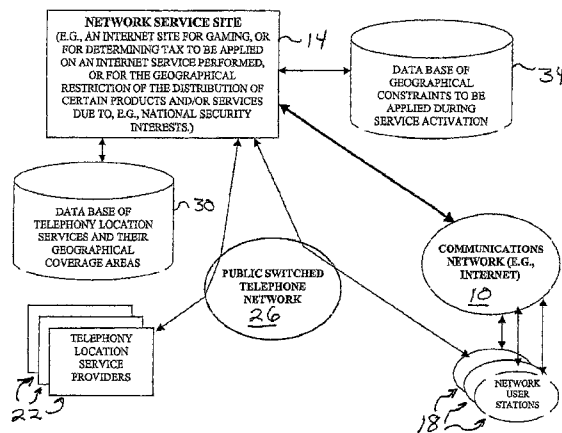 NETWORK SERVICE SITE
(E.G., AN INTERNET SITE FOR GAMING, OR
FOR DETERMINING TAX TO BE APPLIED
ON AN INTERNET SERVICE PERFORMED,
OR FOR THE GEOGRAPHICAL
RESTRICTION OF THE DISTRIBUTION OF
CERTAIN PRODUCTS AND/OR SERVICES
DUE TO, E.G., NATIONAL SECURITY
INTERESTS.)
14
DATA BASE OF
GEOGRAPHICAL
CONSTRAINTS TO BE
APPLIED DURING
SERVICE ACTIVATION
34
DATA BASE OF
TELEPHONY LOCATION
SERVICES AND THEIR
GEOGRAPHICAL
COVERAGE AREAS
30
PUBLIC SWITCHED
TELEPHONE
NETWORK
26
COMMUNICATIONS
NETWORK (E.G.,
INTERNET)
10
TELEPHONY
LOCATION
SERVICE
PROVIDERS
22
NETWORK
USER
STATIONS
18